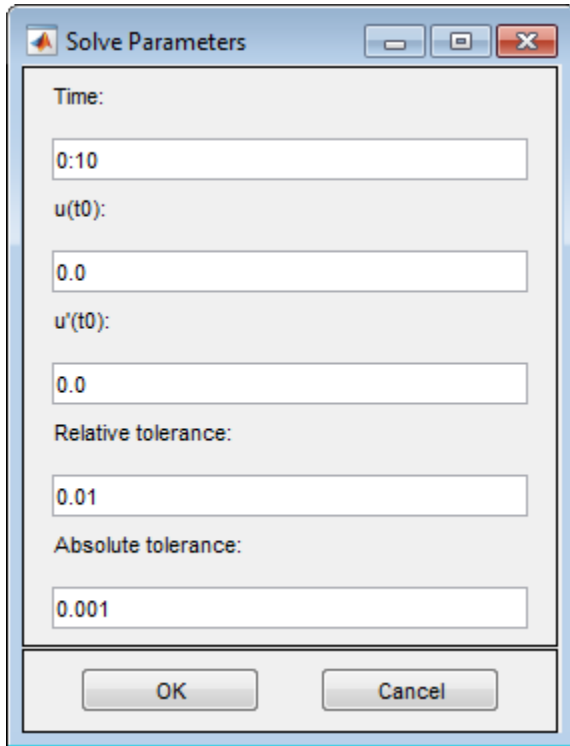 Solve Parameters
Time:
0:10
u(t0):
0.0
u'(t0):
0.0
Relative tolerance:
0.01
Absolute tolerance:
0.001
OK Cancel